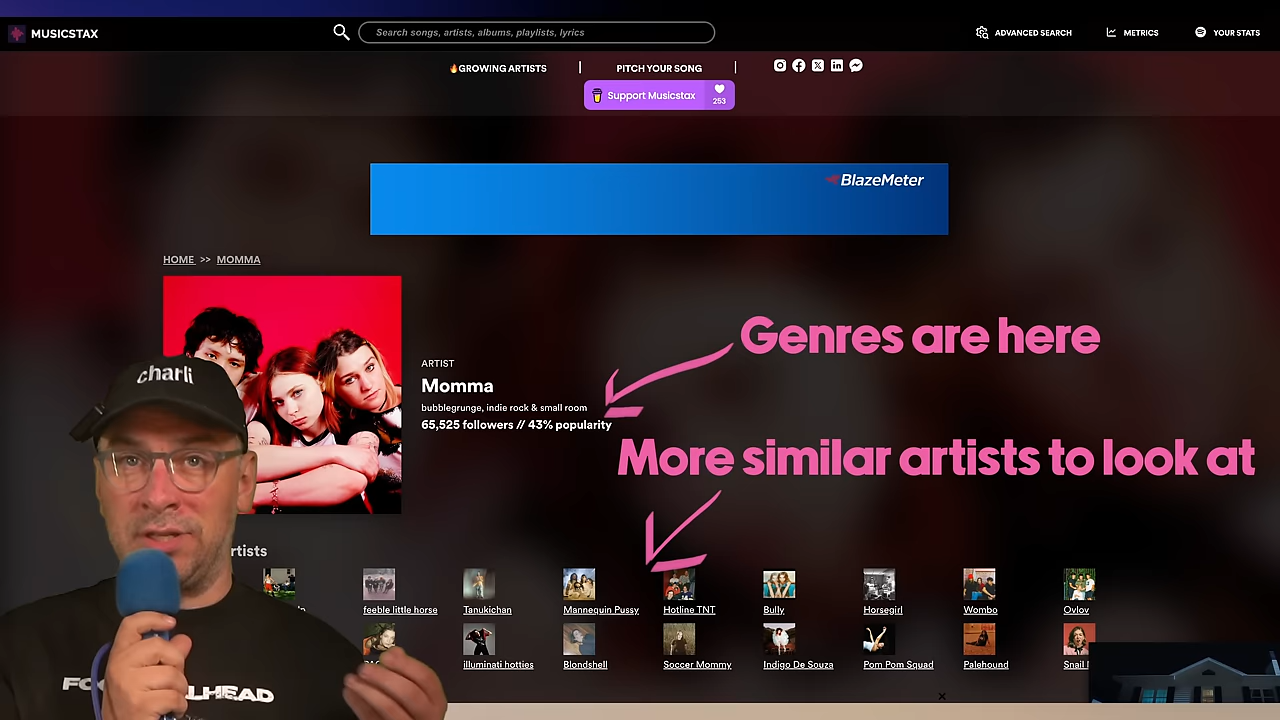 MUSICSTAX
Search songs, artists, albums, playlists, lyrics
ADVANCED SEARCH
METRICS
YOUR STATS
🔥GROWING ARTISTS
PITCH YOUR SONG
Support Musicstax
253
BlazeMeter
HOME >> MOMMA
Genres are here
ARTIST
Momma
bubblegrunge, indie rock & small room
65,525 followers // 43% popularity
More similar artists to look at
charli
feeble little horse
Tanukichan
Mannequin Pussy
Hotline TNT
Bully
Horsegirl
Wombo
Ovlov
illuminati hotties
Blondshell
Soccer Mommy
Indigo De Souza
Pom Pom Squad
Palehound
Snail